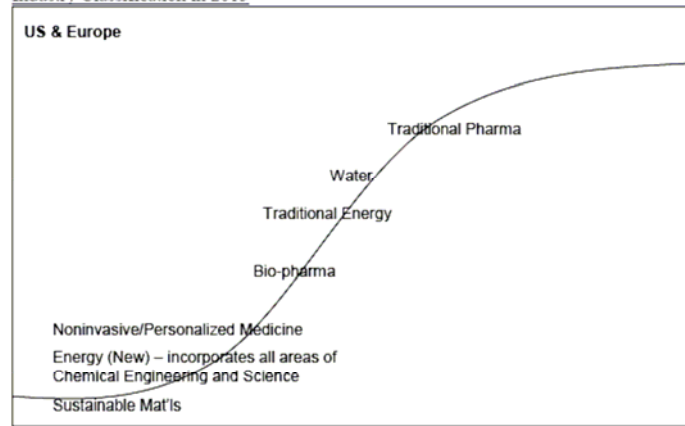 US & Europe
Traditional Pharma
Water
Traditional Energy
Bio-pharma
Noninvasive/Personalized Medicine
Energy (New) – incorporates all areas of
Chemical Engineering and Science
Sustainable Mat'ls